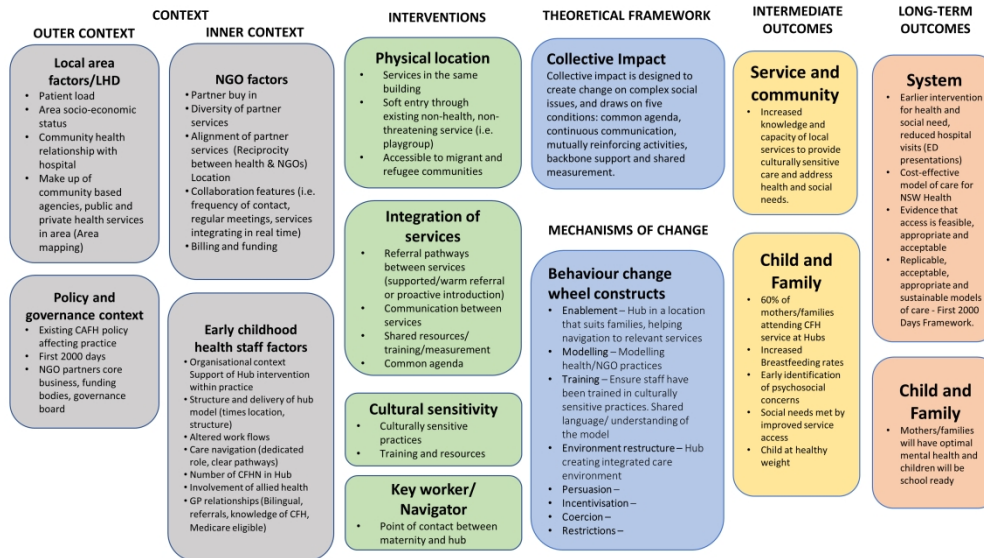 CONTEXT
OUTER CONTEXT
Local area
factors/LHD
• Patient load
• Area socio-economic
status
• Community health
relationship with
hospital
• Make up of
community based
agencies, public and
private health services
in area (Area
mapping)
Policy and
governance context
• Existing CAFH policy
affecting practice
• First 2000 days
• NGO partners core
business, funding
bodies, governance
board
INNER CONTEXT
NGO factors
• Partner buy in
• Diversity of partner
services
• Alignment of partner
services (Reciprocity
between health & NGOs)
Location
• Collaboration features (i.e.
frequency of contact,
regular meetings, services
integrating in real time)
• Billing and funding
Early childhood
health staff factors
• Organisational context
Support of Hub intervention
within practice
• Structure and delivery of hub
model (times location,
structure)
• Altered work flows
• Care navigation (dedicated
role, clear pathways)
• Number of CFHN in Hub
• Involvement of allied health
• GP relationships (Bilingual,
referrals, knowledge of CFH,
Medicare eligible)
INTERVENTIONS
Physical location
• Services in the same
building
• Soft entry through
existing non-health, non-
threatening service (i.e.
playgroup)
• Accessible to migrant and
refugee communities
Integration of
services
• Referral pathways
between services
(supported/warm referral
or proactive introduction)
• Communication between
services
• Shared resources/
training/measurement
• Common agenda
Cultural sensitivity
• Culturally sensitive
practices
• Training and resources
Key worker/
Navigator
• Point of contact between
maternity and hub
THEORETICAL FRAMEWORK
Collective Impact
Collective impact is designed to
create change on complex social
issues, and draws on five
conditions: common agenda,
continuous communication,
mutually reinforcing activities,
backbone support and shared
measurement.
MECHANISMS OF CHANGE
Behaviour change
wheel constructs
• Enablement – Hub in a location
that suits families, helping
navigation to relevant services
• Modelling – Modelling
health/NGO practices
• Training – Ensure staff have
been trained in culturally
sensitive practices. Shared
language/ understanding of
the model
• Environment restructure – Hub
creating integrated care
environment
• Persuasion –
• Incentivisation –
• Coercion –
• Restrictions –
INTERMEDIATE
OUTCOMES
Service and
community
• Increased
knowledge and
capacity of local
services to provide
culturally sensitive
care and address
health and social
needs.
Child and
Family
• 60% of
mothers/families
attending CFH
service at Hubs
• Increased
Breastfeeding rates
• Early identification of
psychosocial
concerns
• Social needs met by
improved service
access
• Child at healthy
weight
LONG-TERM
OUTCOMES
System
• Earlier intervention
for health and
social need,
reduced hospital
visits (ED
presentations)
• Cost-effective
model of care for
NSW Health
• Evidence that
access is feasible,
appropriate and
acceptable
• Replicable,
acceptable,
appropriate and
sustainable models
of care - First 2000
Days Framework.
Child and
Family
• Mothers/families
will have optimal
mental health and
children will be
school ready